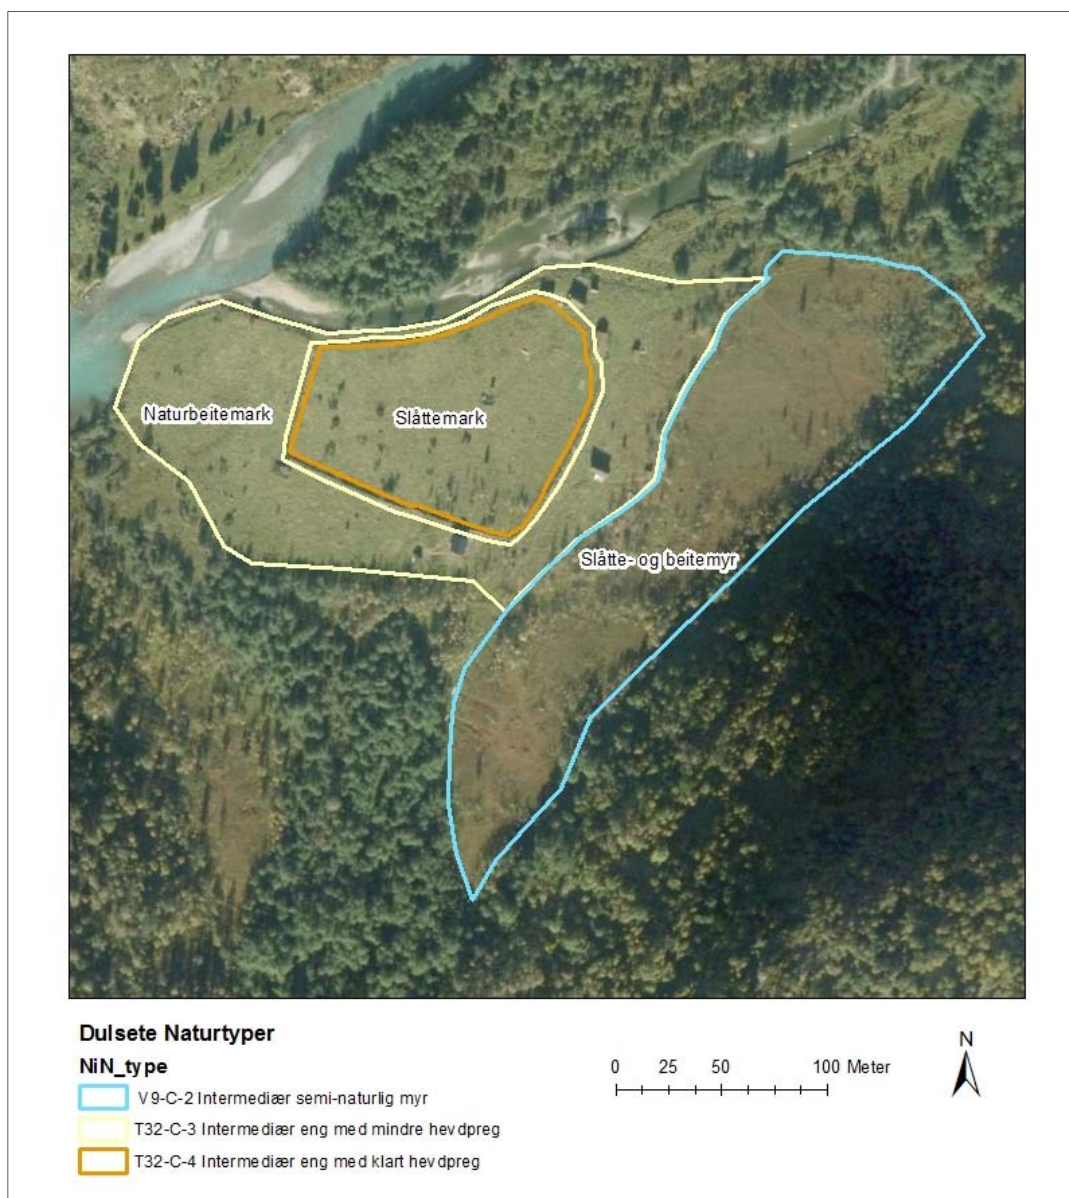 Naturbeitemark
Slåttemark
Slåtte- og beitemyr
Dulsete Naturtyper
NiN_type
V9-C-2 Intermediær semi-naturlig myr
T32-C-3 Intermediær eng med mindre hevdpreg
T32-C-4 Intermediær eng med klart hevdpreg
0 25 50 100 Meter
N